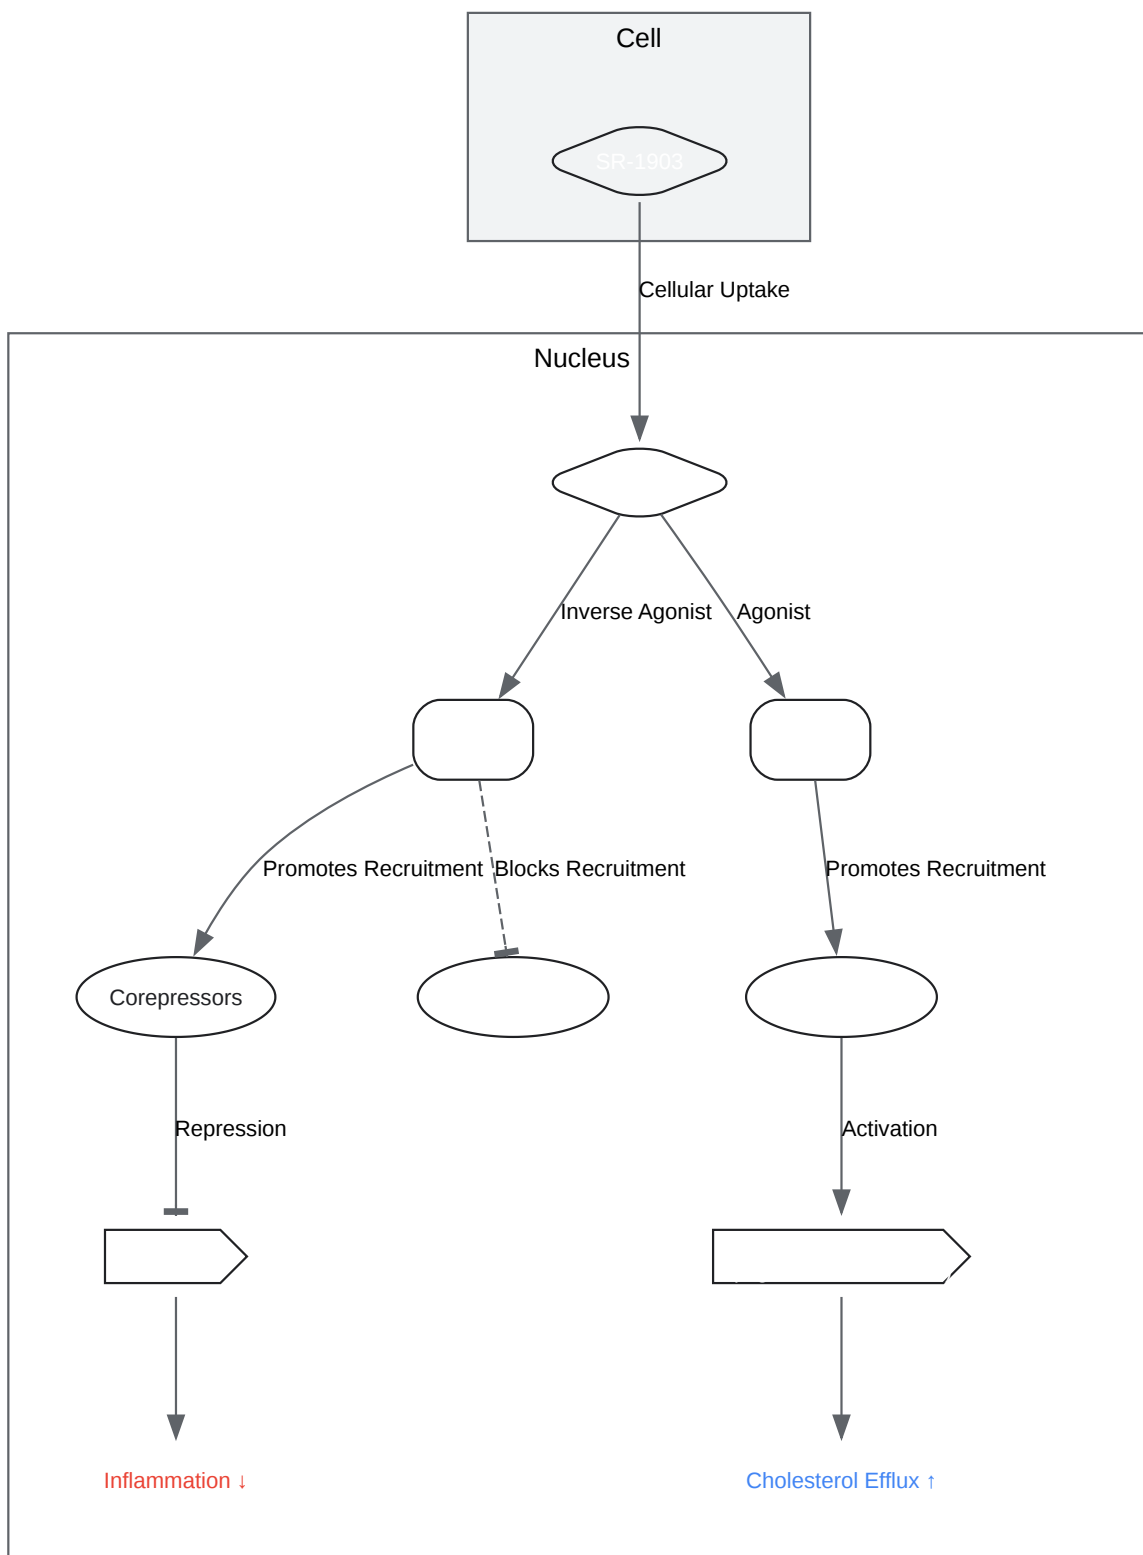 Cell
SR-1903
Cellular Uptake
Nucleus
Inverse Agonist
Agonist
Promotes Recruitment
Blocks Recruitment
Promotes Recruitment
Corepressors
Repression
Activation
Inflammation ↓
Cholesterol Efflux ↑